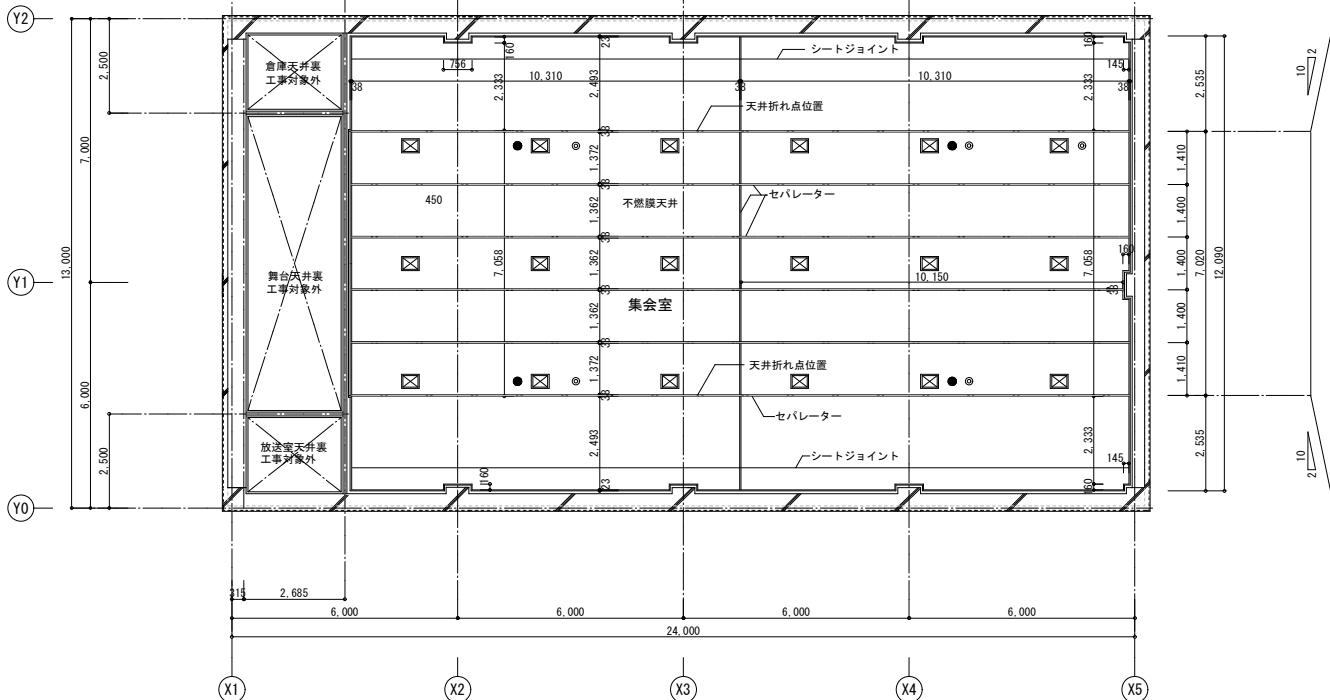 Y2
2,500
7,000
13,000
6,000
2,500
Y1
Y0
倉庫天井裏
工事対象外
舞台天井裏
工事対象外
放送室天井裏
工事対象外
160
756
2,333
23
2,493
シートジョイント
160
145
38
10,310
38
10,310
38
2,333
天井折れ点位置
38
1,372
38
450
1,362
不燃膜天井
セパレーター
38
7,058
1,362
160
7,058
10,150
38
38
集会室
1,362
38
1,372
天井折れ点位置
38
セパレーター
2,493
2,333
シートジョイント
145
160
23
160
2,535
1,410
1,400
1,400
7,020
12,090
1,400
1,410
2,535
10
2
10
2
315
2,685
6,000
6,000
6,000
6,000
24,000
X1
X2
X3
X4
X5